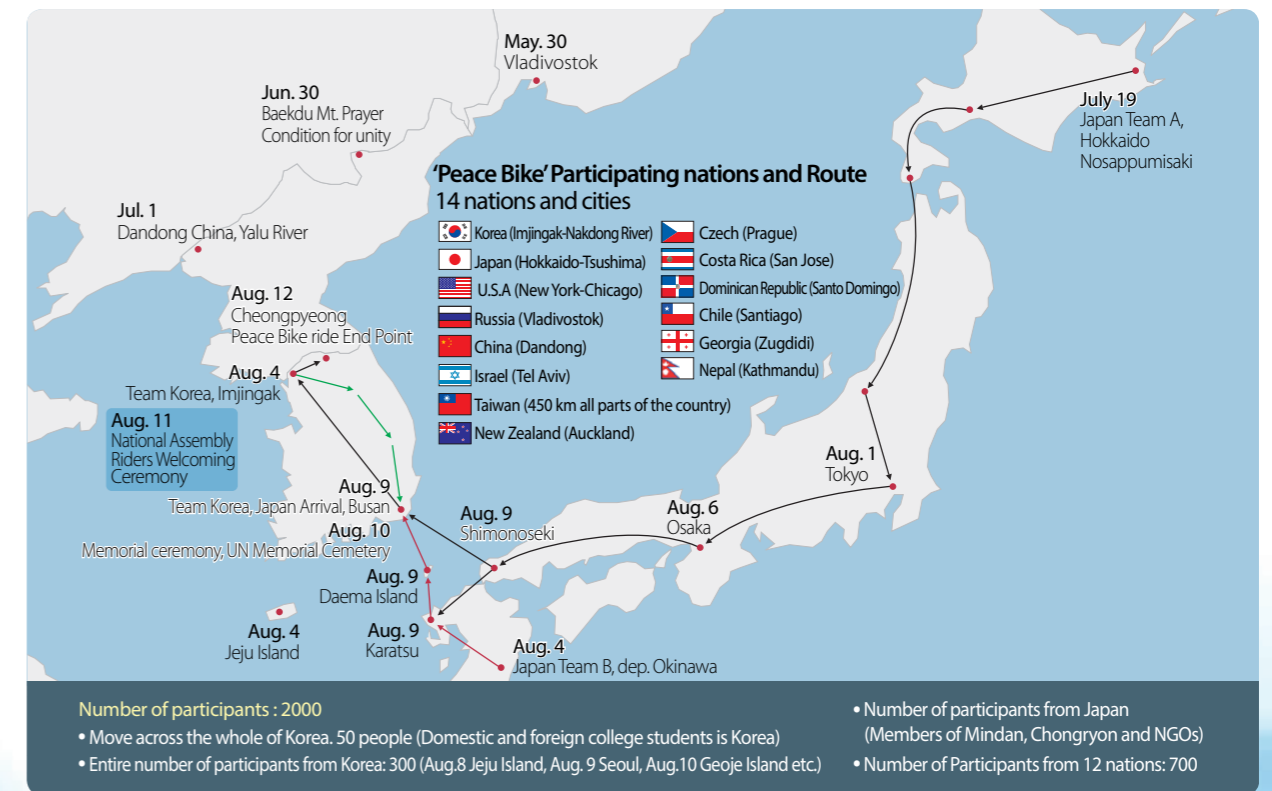 May. 30
Vladivostok
Jun. 30
Baekdu Mt. Prayer
Condition for unity
July 19
Japan Team A,
Hokkaido
Nosappumisaki
Jul. 1
Dandong China, Yalu River
'Peace Bike' Participating nations and Route
14 nations and cities
Korea (Imjingak-Nakdong River)
Japan (Hokkaido-Tsushima)
U.S.A (New York-Chicago)
Russia (Vladivostok)
China (Dandong)
Israel (Tel Aviv)
Taiwan (450 km all parts of the country)
New Zealand (Auckland)
Czech (Prague)
Costa Rica (San Jose)
Dominican Republic (Santo Domingo)
Chile (Santiago)
Georgia (Zugdidi)
Nepal (Kathmandu)
Aug. 12
Cheongpyeong
Peace Bike ride End Point
Aug. 4
Team Korea, Imjingak
Aug. 11
National Assembly
Riders Welcoming
Ceremony
Aug. 9
Team Korea, Japan Arrival, Busan
Aug. 10
Memorial ceremony, UN Memorial Cemetery
Aug. 9
Daema Island
Aug. 9
Karatsu
Aug. 4
Jeju Island
Aug. 9
Shimonoseki
Aug. 6
Osaka
Aug. 1
Tokyo
Aug. 4
Japan Team B, dep. Okinawa
Number of participants : 2000
• Move across the whole of Korea. 50 people (Domestic and foreign college students is Korea)
• Entire number of participants from Korea: 300 (Aug.8 Jeju Island, Aug. 9 Seoul, Aug.10 Geoje Island etc.)
• Number of participants from Japan
(Members of Mindan, Chongryon and NGOs)
• Number of Participants from 12 nations: 700